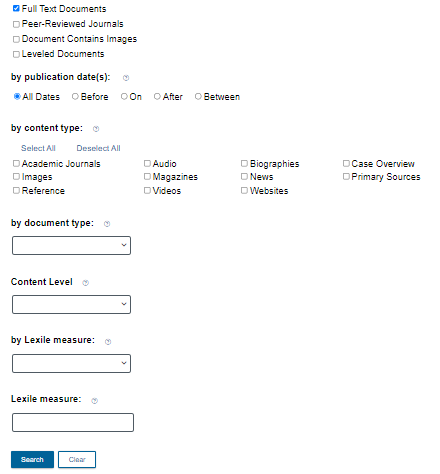 Full Text Documents
Peer-Reviewed Journals
Document Contains Images
Leveled Documents
by publication date(s): ?
All Dates Before On After Between
by content type: ?
Select All Deselect All
Academic Journals Audio Biographies Case Overview
Images Magazines News Primary Sources
Reference Videos Websites
by document type: ?
Content Level ?
by Lexile measure: ?
Lexile measure: ?
Search Clear